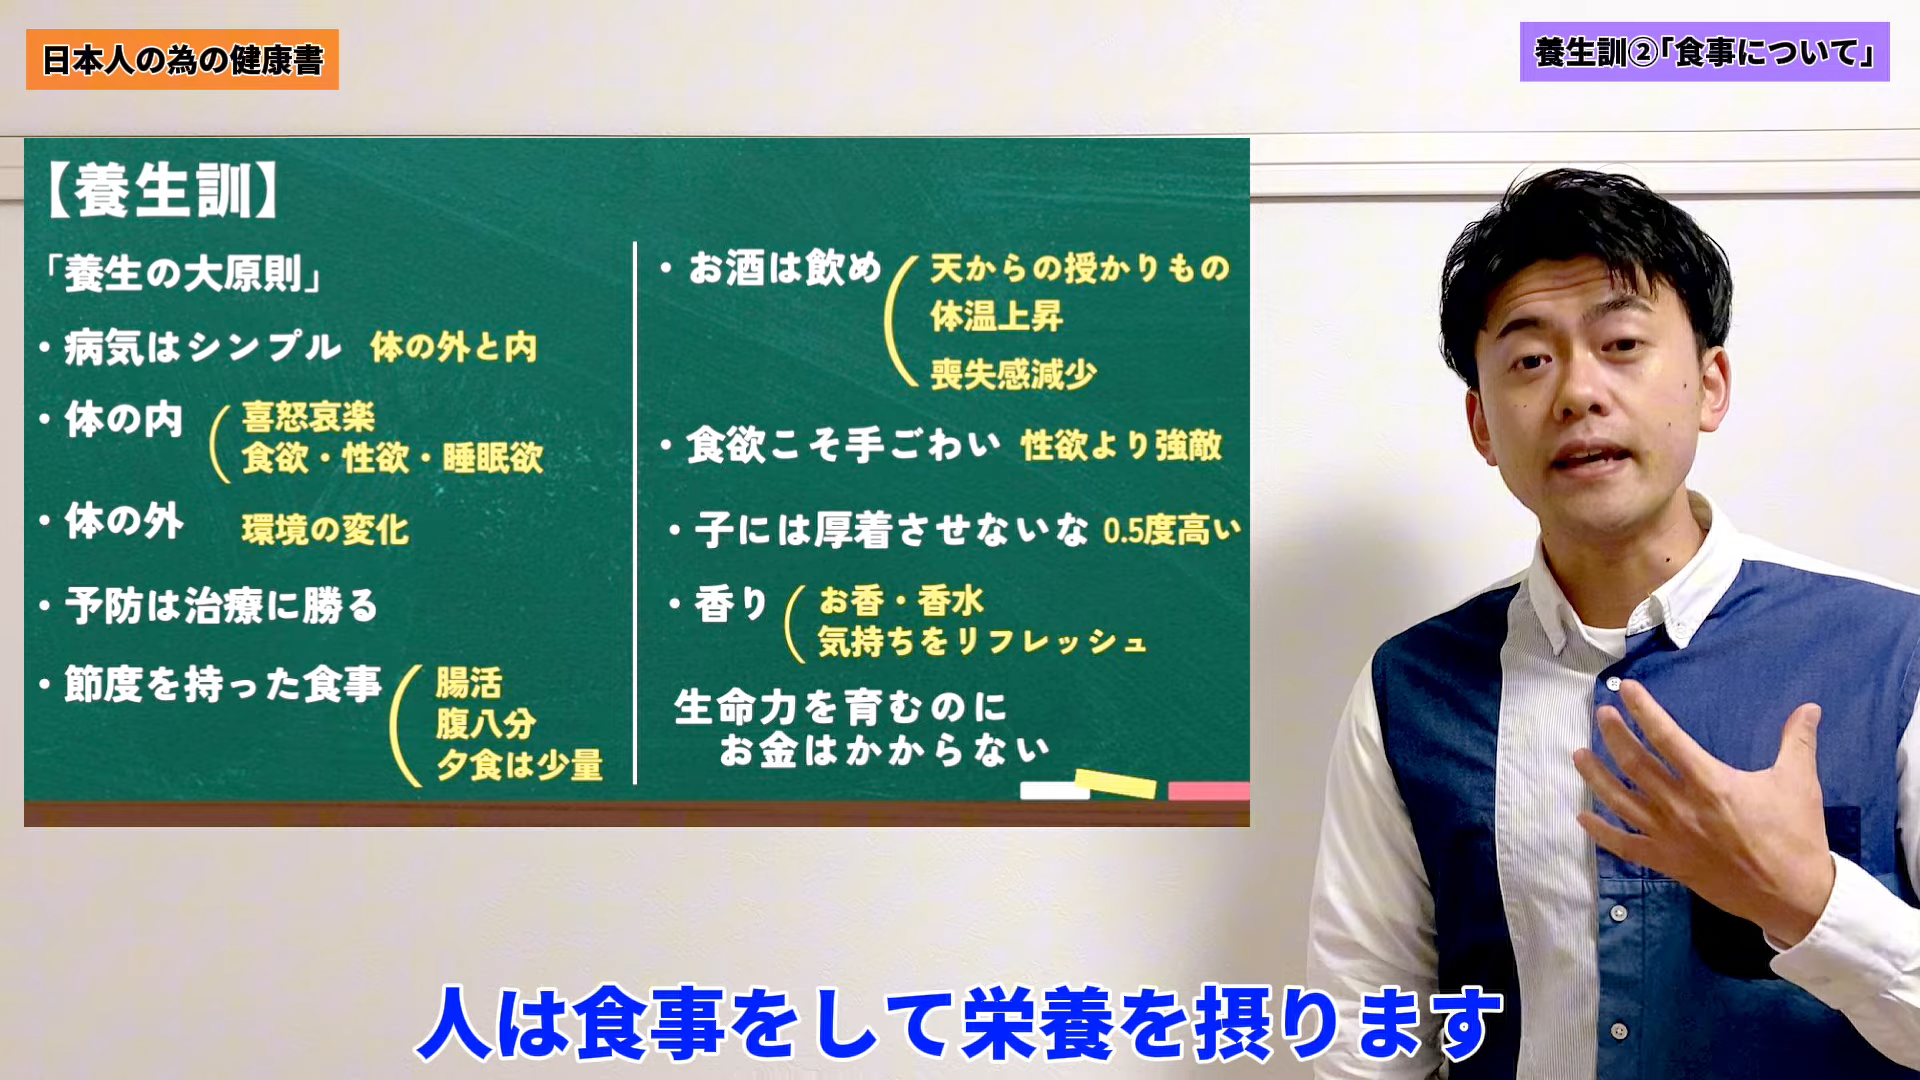 日本人の為の健康書
養生訓②「食事について」
【養生訓】
「養生の大原則」
・病気はシンプル 体の外と内
・体の内
喜怒哀楽
食欲・性欲・睡眠欲
・体の外 環境の変化
・予防は治療に勝る
・節度を持った食事
腸活
腹八分
夕食は少量
・お酒は飲め
天からの授かりもの
体温上昇
喪失感減少
・食欲こそ手ごわい 性欲より強敵
・子には厚着させないな 0.5度高い
・香り
お香・香水
気持ちをリフレッシュ
生命力を育むのに
お金はかからない
人は食事をして栄養を摂ります